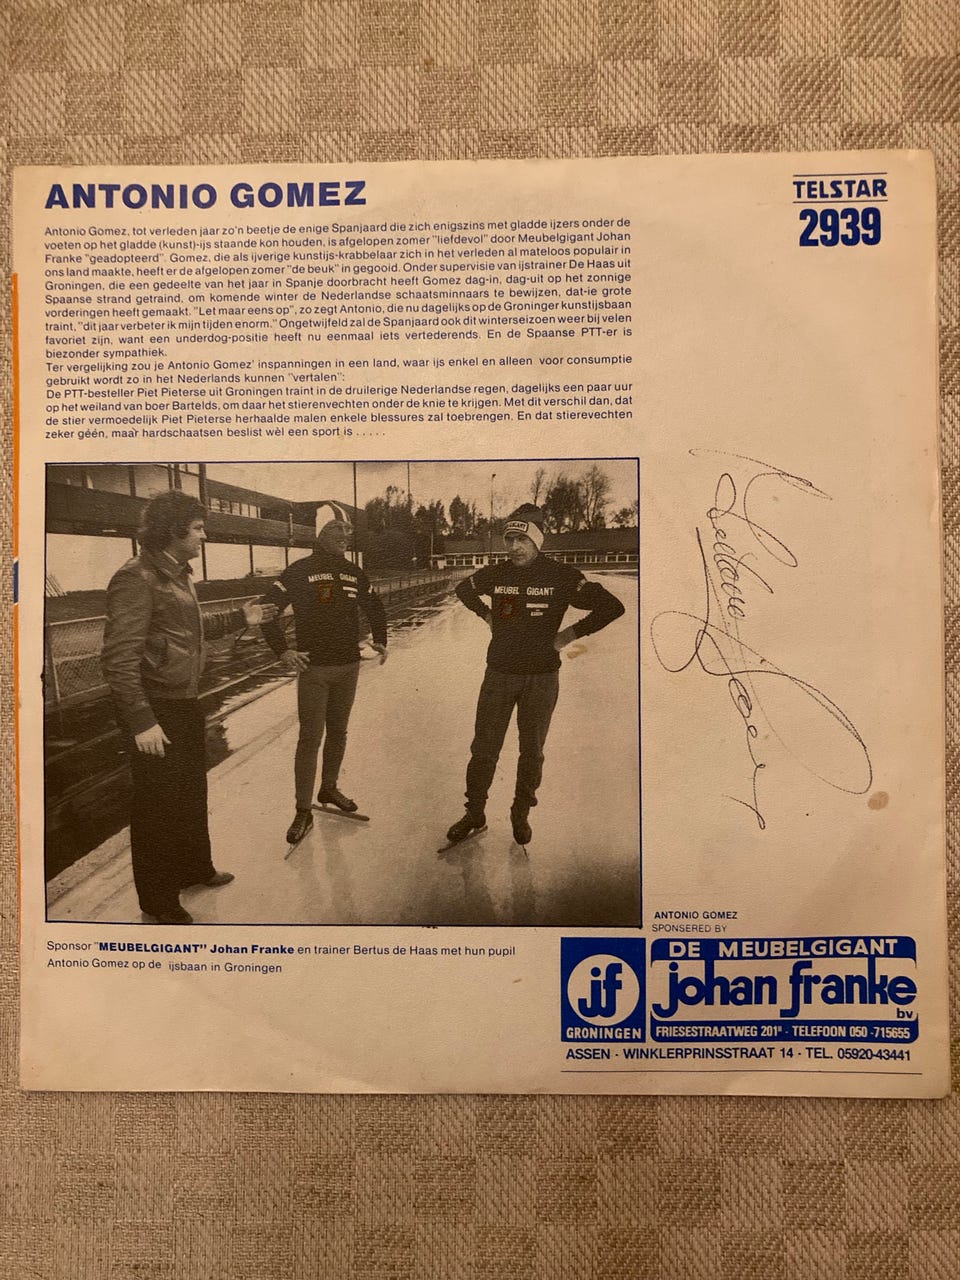 ANTONIO GOMEZ
TELSTAR
2939
Antonio Gomez, tot verleden jaar zo'n beetje de enige Spanjaard die zich enigszins met gladde ijzers onder de
voeten op het gladde (kunst)-ijs staande kon houden, is afgelopen zomer "liefdevol" door Meubelgigant Johan
Franke "geadopteerd". Gomez, die als ijverige kunstijs-krabbelaar zich in het verleden al mateloos populair in
ons land maakte, heeft er de afgelopen zomer "de beuk" in gegooid. Onder supervisie van ijstrainer De Haas uit
Groningen, die een gedeelte van het jaar in Spanje doorbracht heeft Gomez dag-in, dag-uit op het zonnige
Spaanse strand getraind, om komende winter de Nederlandse schaatsminnaars te bewijzen, dat-ie grote
vorderingen heeft gemaakt. "Let maar eens op", zo zegt Antonio, die nu dagelijks op de Groninger kunstijsbaan
traint, "dit jaar verbeter ik mijn tijden enorm." Ongetwijfeld zal de Spanjaard ook dit winterseizoen weer bij velen
favoriet zijn, want een underdog-positie heeft nu eenmaal iets vertederends. En de Spaanse PTT-er is
biezonder sympathiek.
Ter vergelijking zou je Antonio Gomez' inspanningen in een land, waar ijs enkel en alleen voor consumptie
gebruikt wordt zo in het Nederlands kunnen "vertalen":
De PTT-besteller Piet Pieterse uit Groningen traint in de druilerige Nederlandse regen, dagelijks een paar uur
op het weiland van boer Bartelds, om daar het stierenvechten onder de knie te krijgen. Met dit verschil dan, dat
de stier vermoedelijk Piet Pieterse herhaalde malen enkele blessures zal toebrengen. En dat stierevechten
zeker géén, maar hardschaatsen beslist wèl een sport is . . . . .
GIGANT
MEUBEL GIGANT
MEUBEL GIGANT
Sponsor "MEUBELGIGANT" Johan Franke en trainer Bertus de Haas met hun pupil
Antonio Gomez op de ijsbaan in Groningen
ANTONIO GOMEZ
SPONSERED BY
jf
GRONINGEN
DE MEUBELGIGANT
johan franke
bv
FRIESESTRAATWEG 201ª - TELEFOON 050-715655
ASSEN - WINKLERPRINSSTRAAT 14 - TEL. 05920-43441